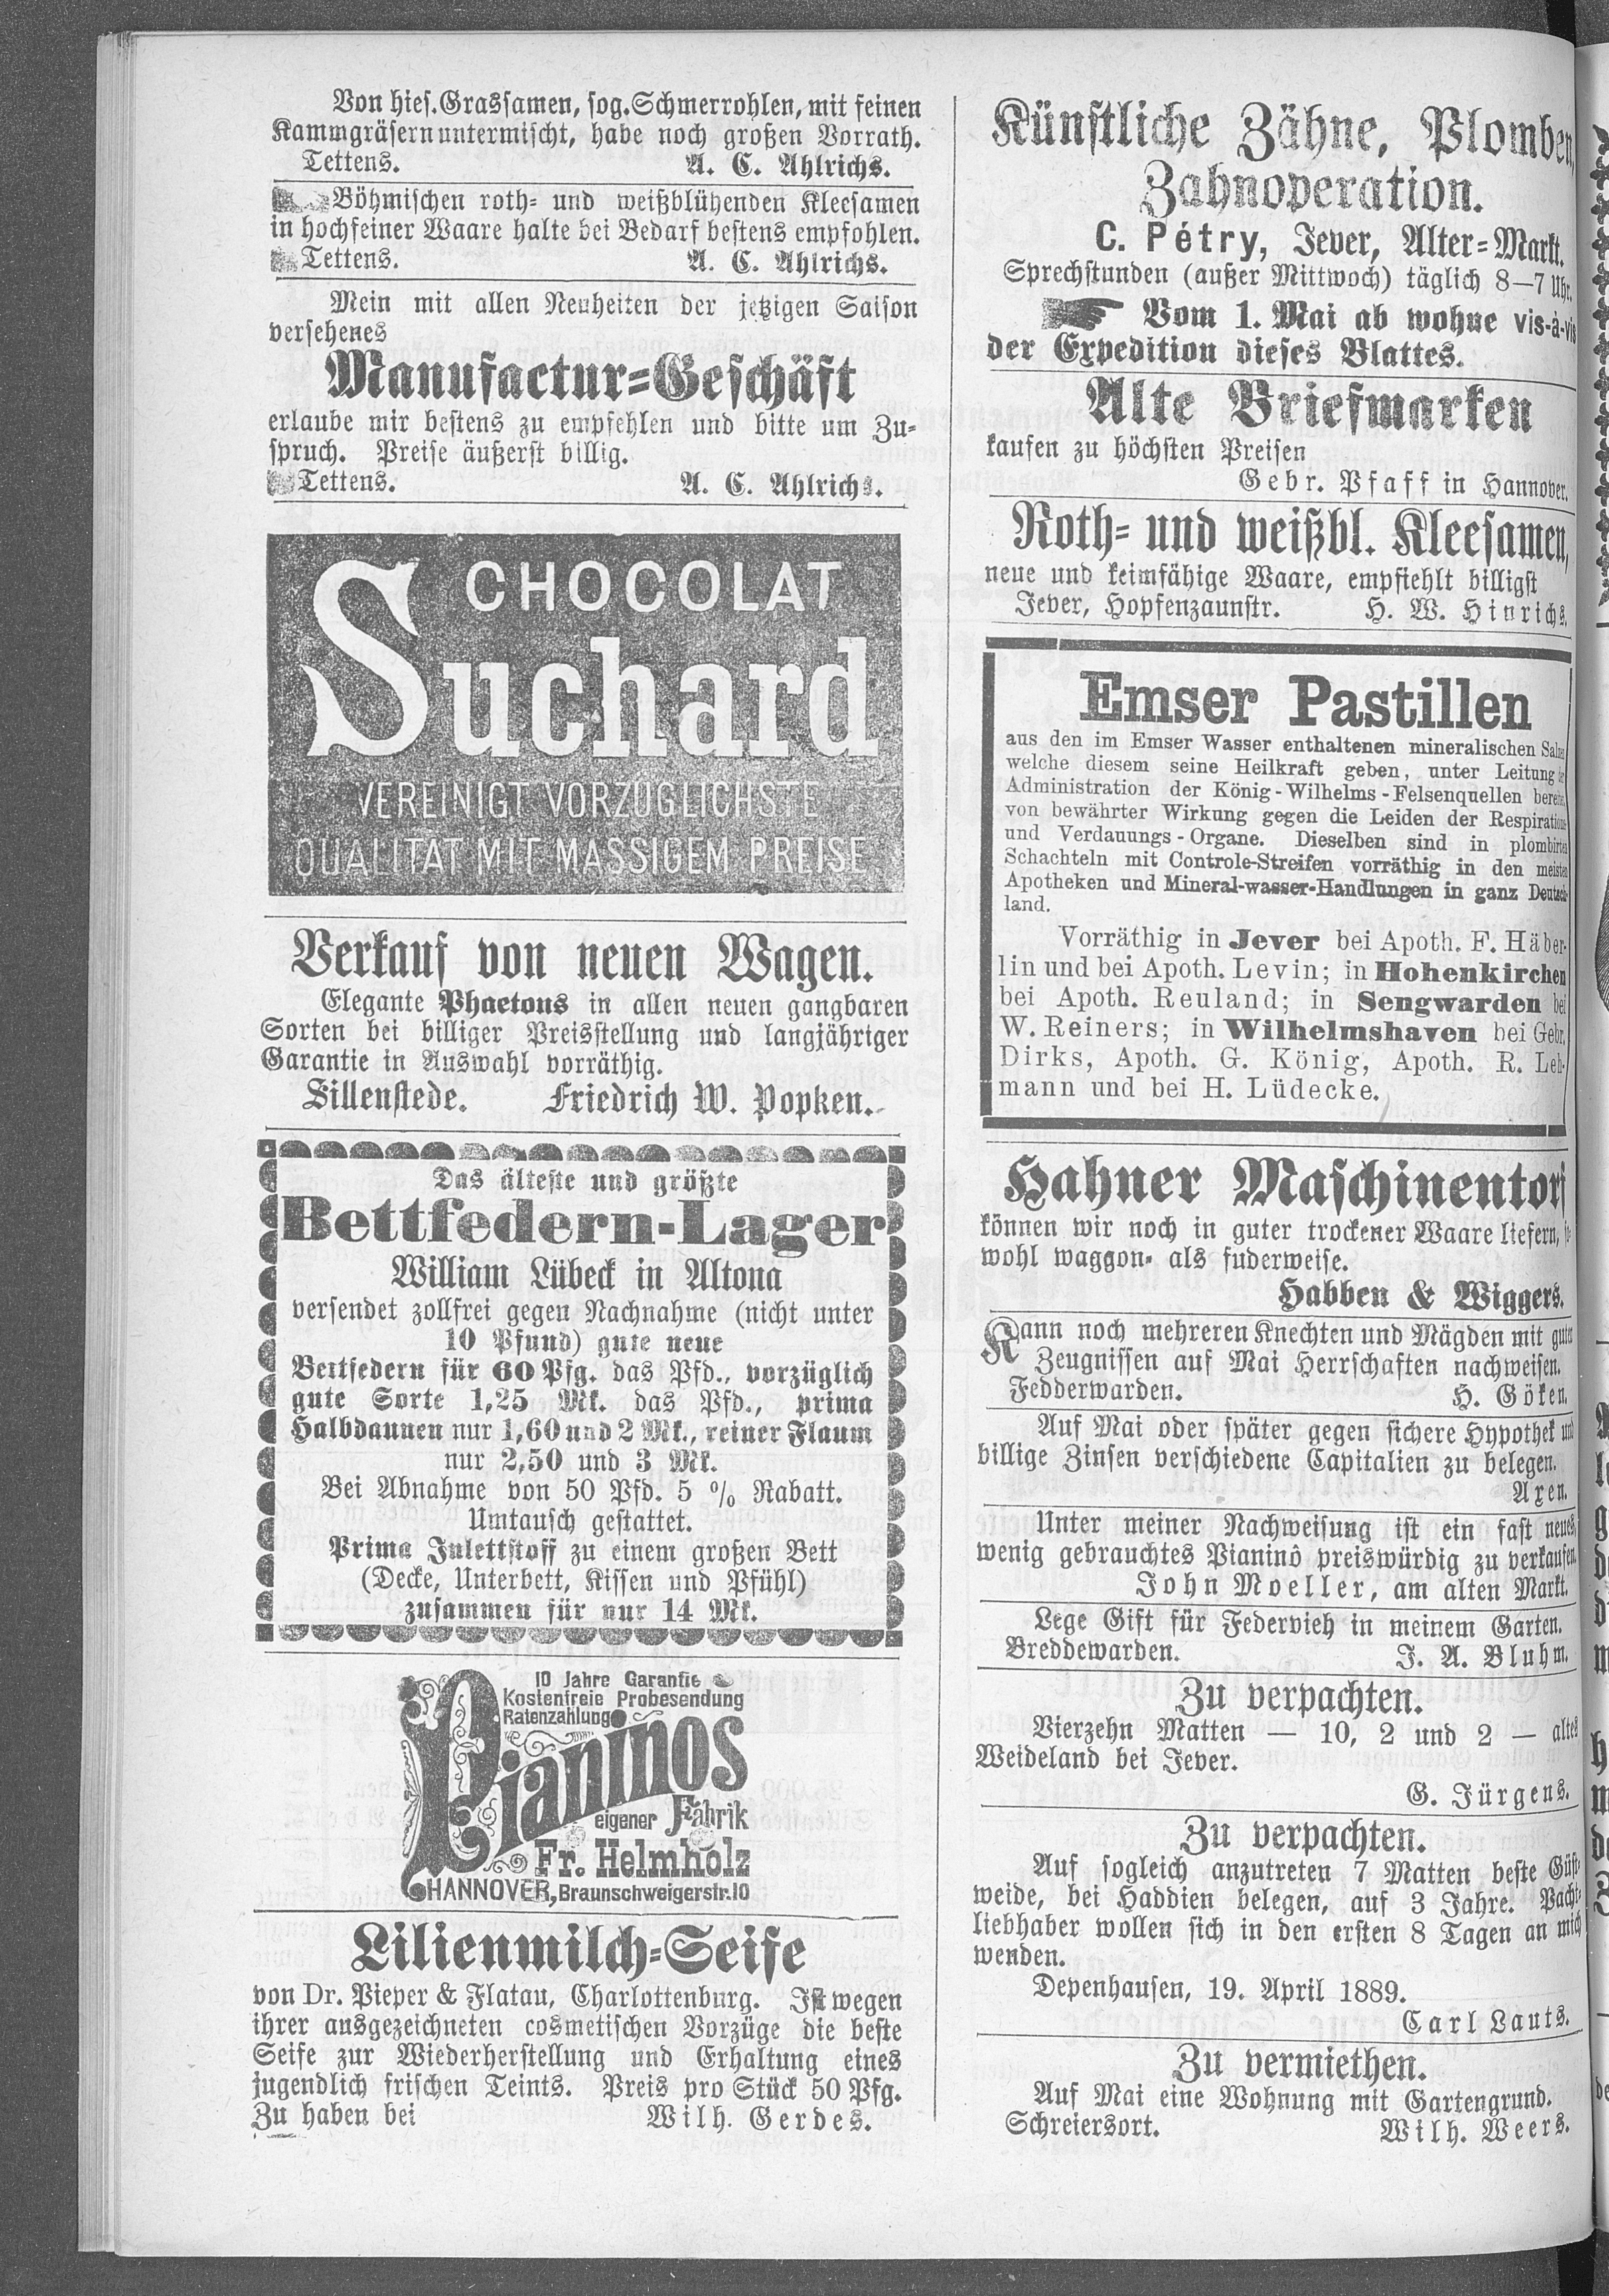 Von hies. Grassamen, sog. Schmerrohlen, mit feinen
Kammgräsern untermischt, habe noch großen Vorrath.
Tettens. A. C. Ahlrichs.
Böhmischen roth- und weißblühenden Kleesamen
in hochfeiner Waare halte bei Bedarf bestens empfohlen.
Tettens. A. C. Ahlrichs.
Mein mit allen Neuheiten der jetzigen Saison
versehenes
Manufactur-Geschäft
erlaube mir bestens zu empfehlen und bitte um Zu-
spruch. Preise äußerst billig.
Tettens. A. C. Ahlrichs.
CHOCOLAT
Suchard
VEREINIGT VORZÜGLICHSTE
QUALITÄT MIT MÄSSIGEM PREISE
Verkauf von neuen Wagen.
Elegante Phaetons in allen neuen gangbaren
Sorten bei billiger Preisstellung und langjähriger
Garantie in Auswahl vorräthig.
Sillenstede. Friedrich W. Popken.
Das älteste und größte
Bettfedern-Lager
William Lübeck in Altona
versendet zollfrei gegen Nachnahme (nicht unter
10 Pfund) gute neue
Bettfedern für 60 Pfg. das Pfd., vorzüglich
gute Sorte 1,25 Mk. das Pfd., prima
Halbdaunen nur 1,60 und 2 Mk., reiner Flaum
nur 2,50 und 3 Mk.
Bei Abnahme von 50 Pfd. 5 % Rabatt.
Umtausch gestattet.
Prima Inlettstoff zu einem großen Bett
(Decke, Unterbett, Kissen und Pfühl)
zusammen für nur 14 Mk.
10 Jahre Garantie
Kostenfreie Probesendung
Ratenzahlung
Pianinos
eigener Fabrik
Fr. Helmholz
HANNOVER, Braunschweigerstr. 10
Lilienmilch-Seife
von Dr. Pieper & Flatau, Charlottenburg. Ist wegen
ihrer ausgezeichneten cosmetischen Vorzüge die beste
Seife zur Wiederherstellung und Erhaltung eines
jugendlich frischen Teints. Preis pro Stück 50 Pfg.
Zu haben bei Wilh. Gerdes.
Künstliche Zähne, Plomben,
Zahnoperation.
C. Pétry, Jever, Alter-Markt.
Sprechstunden (außer Mittwoch) täglich 8—7 Uhr.
Vom 1. Mai ab wohne vis-à-vis
der Expedition dieses Blattes.
Alte Briefmarken
kaufen zu höchsten Preisen
Gebr. Pfaff in Hannover.
Roth- und weißbl. Kleesamen,
neue und keimfähige Waare, empfiehlt billigst
Jever, Hopfenzaunstr. H. W. Hinrichs.
Emser Pastillen
aus den im Emser Wasser enthaltenen mineralischen Salzen
welche diesem seine Heilkraft geben, unter Leitung der
Administration der König-Wilhelms-Felsenquellen bereitet,
von bewährter Wirkung gegen die Leiden der Respirations-
und Verdauungs-Organe. Dieselben sind in plombirten
Schachteln mit Controle-Streifen vorräthig in den meisten
Apotheken und Mineral-wasser-Handlungen in ganz Deutsch-
land.
Vorräthig in Jever bei Apoth. F. Häber-
lin und bei Apoth. Levin; in Hohenkirchen
bei Apoth. Reuland; in Sengwarden bei
W. Reiners; in Wilhelmshaven bei Gebr.
Dirks, Apoth. G. König, Apoth. R. Leh-
mann und bei H. Lüdecke.
Hahner Maschinentorf
können wir noch in guter trockener Waare liefern, so-
wohl waggon- als fuderweise.
Habben & Wiggers.
Kann noch mehreren Knechten und Mägden mit guten
Zeugnissen auf Mai Herrschaften nachweisen.
Fedderwarden. H. Göken.
Auf Mai oder später gegen sichere Hypothek und
billige Zinsen verschiedene Capitalien zu belegen.
Axen.
Unter meiner Nachweisung ist ein fast neues,
wenig gebrauchtes Pianino preiswürdig zu verkaufen.
John Moeller, am alten Markt.
Lege Gift für Federvieh in meinem Garten.
Breddewarden. J. A. Bluhm.
Zu verpachten.
Vierzehn Matten — 10, 2 und 2 — altes
Weideland bei Jever.
G. Jürgens.
Zu verpachten.
Auf sogleich anzutreten 7 Matten beste Güst-
weide, bei Haddien belegen, auf 3 Jahre. Pacht-
liebhaber wollen sich in den ersten 8 Tagen an mich
wenden.
Depenhausen, 19. April 1889.
Carl Lauts.
Zu vermiethen.
Auf Mai eine Wohnung mit Gartengrund.
Schreiersort. Wilh. Weers.